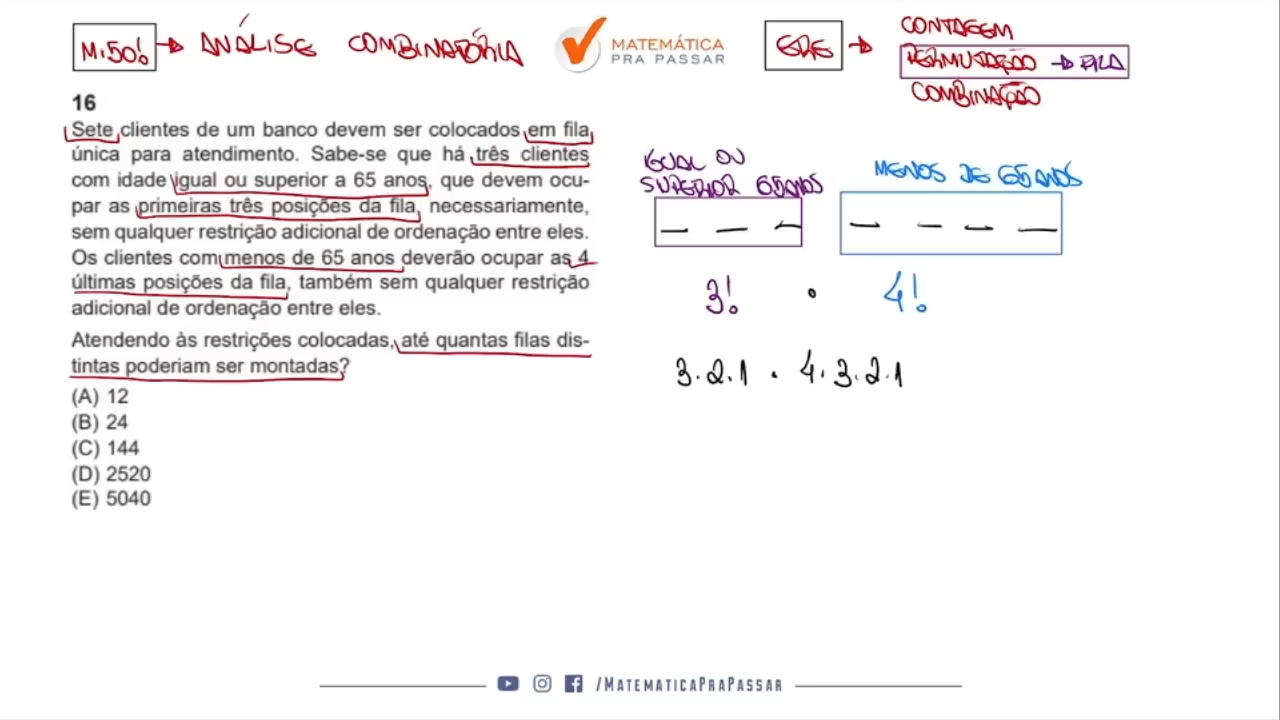 M.50! → ANÁLISE COMBINATÓRIA
MATEMÁTICA
PRA PASSAR
→ CONTAGEM
PERMUTAÇÃO → FILA
COMBINAÇÃO
16
Sete clientes de um banco devem ser colocados em fila
única para atendimento. Sabe-se que há três clientes
com idade igual ou superior a 65 anos, que devem ocu-
par as primeiras três posições da fila, necessariamente,
sem qualquer restrição adicional de ordenação entre eles.
Os clientes com menos de 65 anos deverão ocupar as 4
últimas posições da fila, também sem qualquer restrição
adicional de ordenação entre eles.
Atendendo às restrições colocadas, até quantas filas dis-
tintas poderiam ser montadas?
(A) 12
(B) 24
(C) 144
(D) 2520
(E) 5040
IGUAL OU
SUPERIOR 65 ANOS
MENOS DE 65 ANOS
3! . 4!
3.2.1 . 4.3.2.1
/MATEMATICAPRAPASSAR